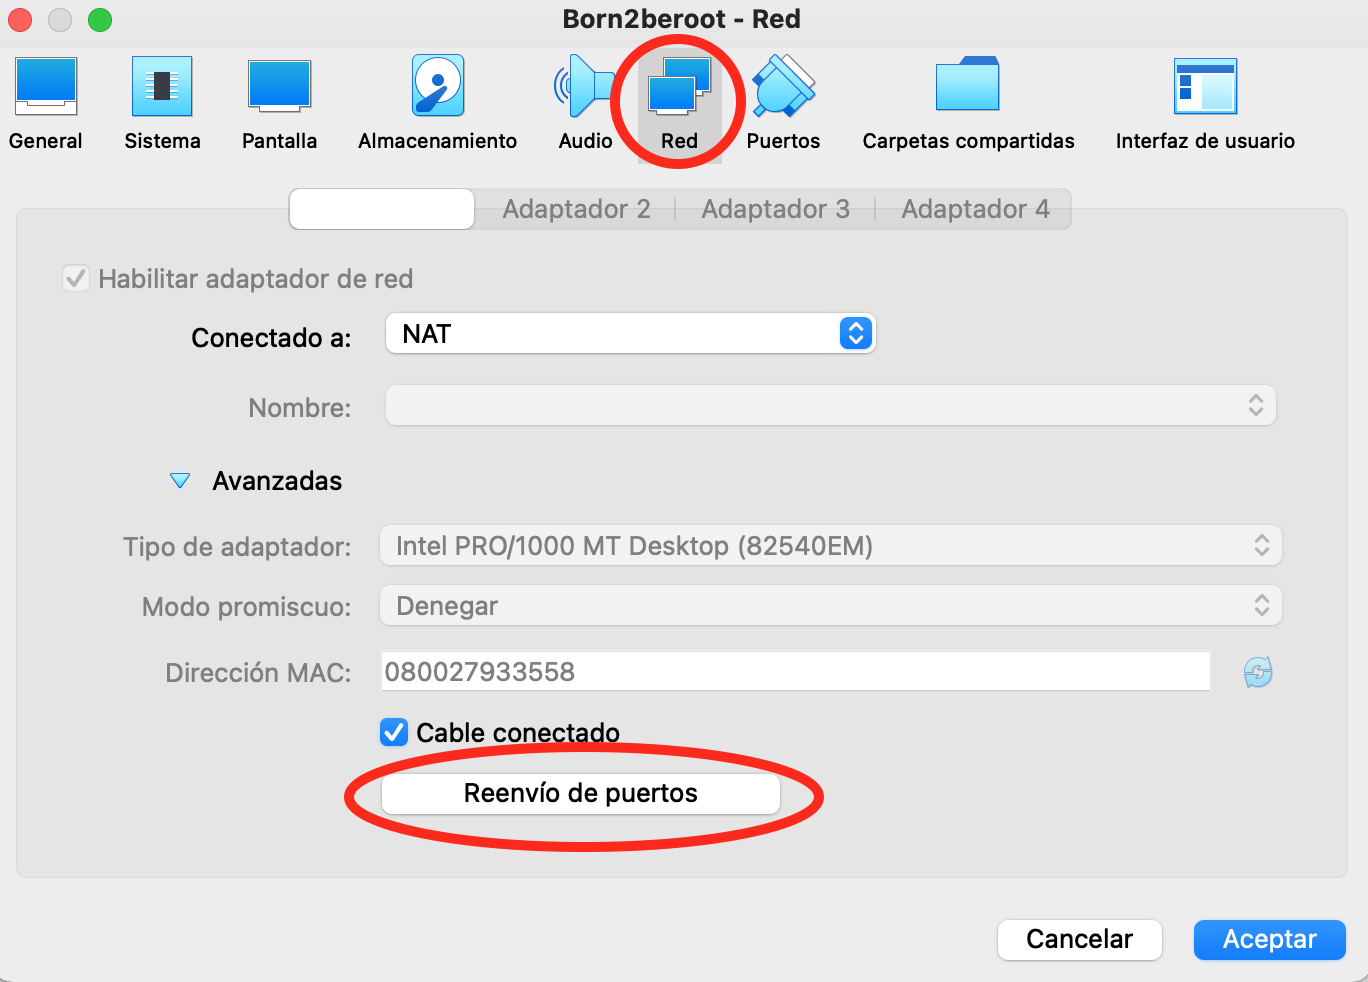 Born2beroot - Red
General Sistema Pantalla Almacenamiento Audio Red Puertos Carpetas compartidas Interfaz de usuario
Adaptador 2 Adaptador 3 Adaptador 4
Habilitar adaptador de red
Conectado a: NAT
Nombre:
Avanzadas
Tipo de adaptador: Intel PRO/1000 MT Desktop (82540EM)
Modo promiscuo: Denegar
Dirección MAC: 080027933558
Cable conectado
Reenvío de puertos
Cancelar Aceptar